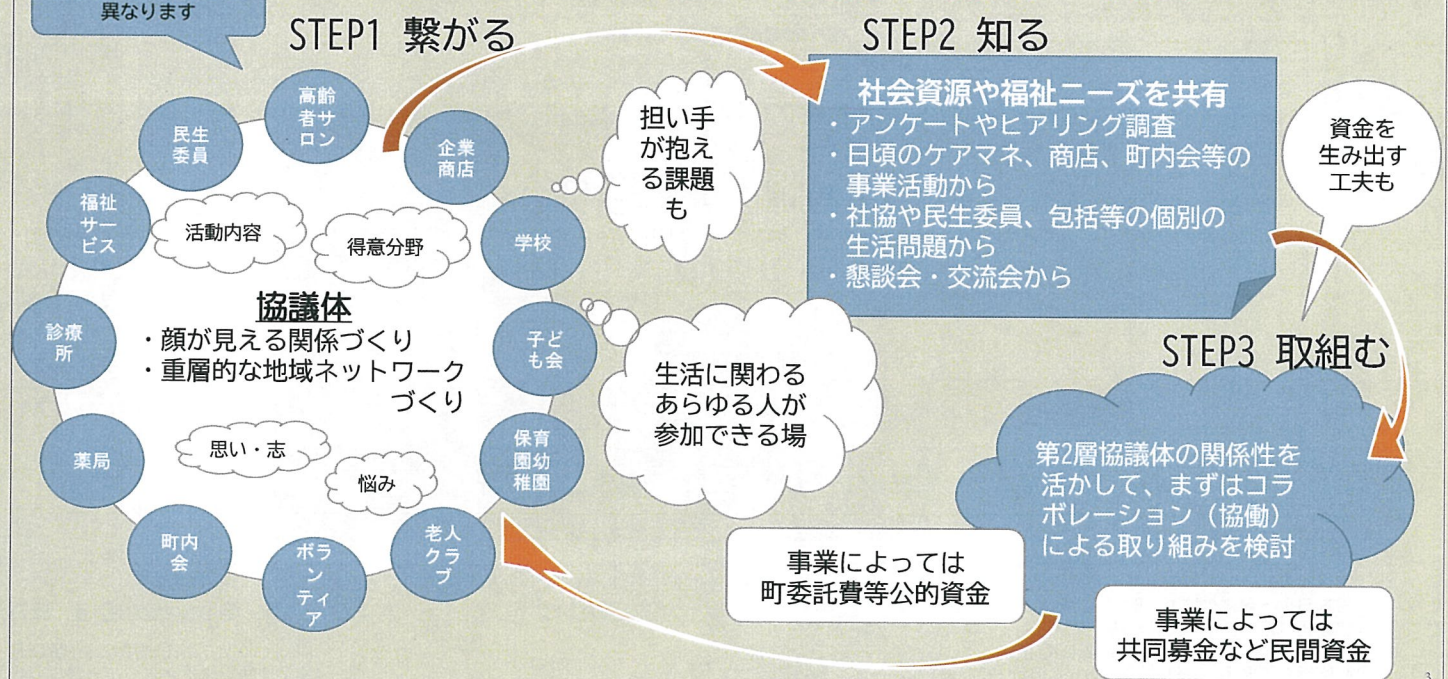 異なります
STEP1 繋がる
高齢
者サ
ロン
民生
委員
企業
商店
福祉
サー
ビス
学校
診療
所
子ど
も会
薬局
保育
園幼
稚園
町内
会
ボラ
ン
ティ
ア
老人
クラ
ブ
活動内容
得意分野
協議体
・顔が見える関係づくり
・重層的な地域ネットワーク
づくり
思い・志
悩み
担い手
が抱え
る課題
も
生活に関わる
あらゆる人が
参加できる場
STEP2 知る
社会資源や福祉ニーズを共有
・アンケートやヒアリング調査
・日頃のケアマネ、商店、町内会等の
事業活動から
・社協や民生委員、包括等の個別の
生活問題から
・懇談会・交流会から
資金を
生み出す
工夫も
STEP3 取組む
第2層協議体の関係性を
活かして、まずはコラ
ボレーション（協働）
による取り組みを検討
事業によっては
町委託費等公的資金
事業によっては
共同募金など民間資金
3